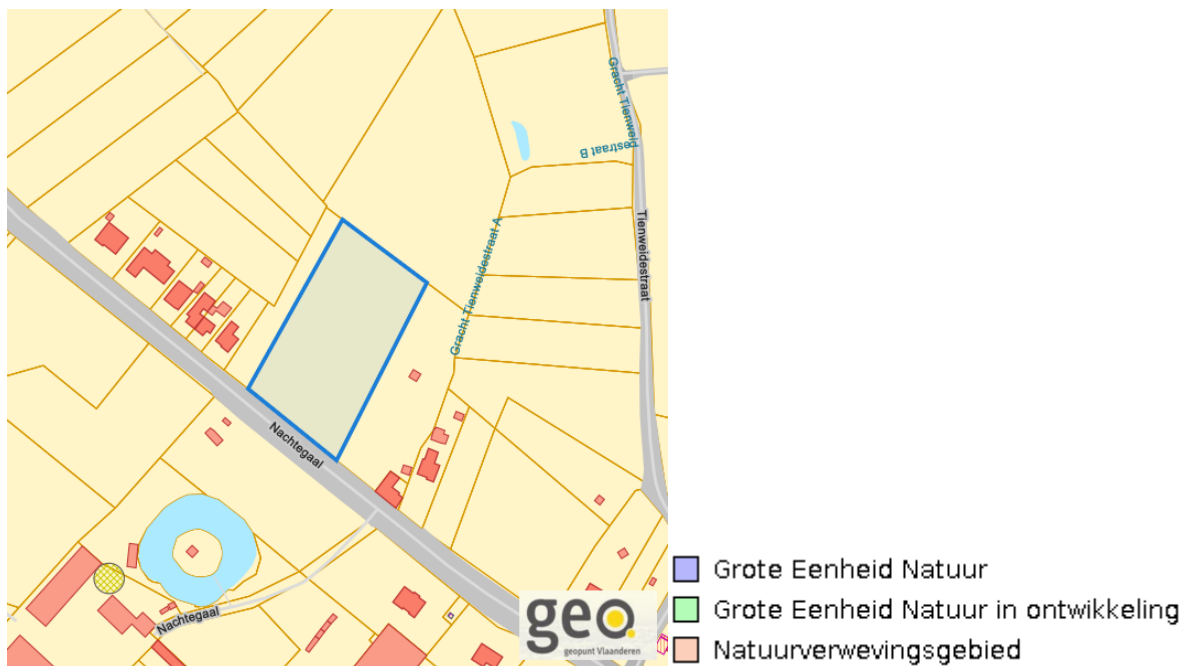 Gracht Tienweidestraat B
Tienweidestraat
Gracht Tienweidestraat A
Nachtegaal
Nachtegaal
geo.
geopunt Vlaanderen
Grote Eenheid Natuur
Grote Eenheid Natuur in ontwikkeling
Natuurverwevingsgebied